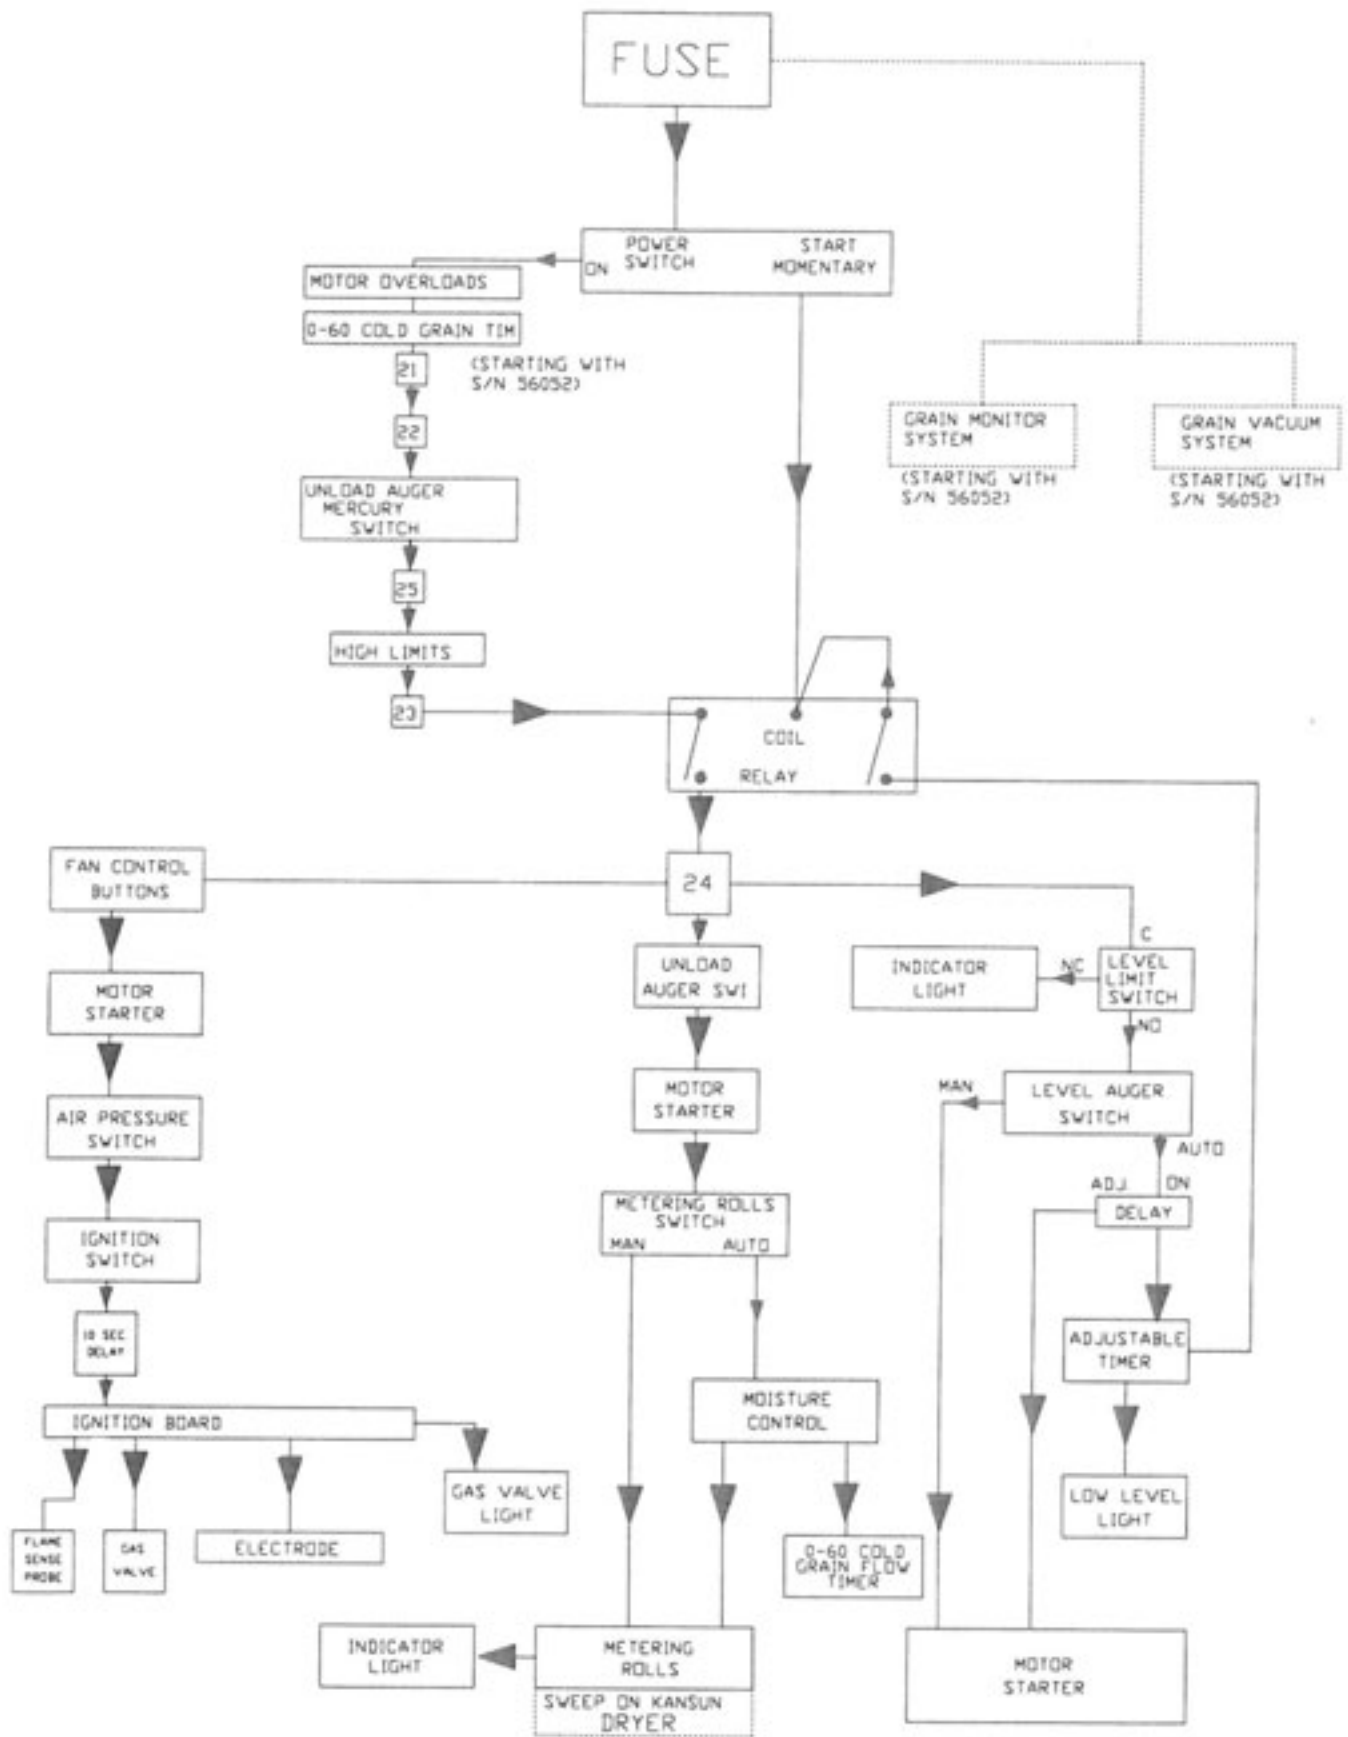 FUSE
POWER
SWITCH
START
MOMENTARY
ON
MOTOR OVERLOADS
0-60 COLD GRAIN TIM
21
(STARTING WITH
S/N 56052)
22
GRAIN MONITOR
SYSTEM
(STARTING WITH
S/N 56052)
GRAIN VACUUM
SYSTEM
(STARTING WITH
S/N 56052)
UNLOAD AUGER
MERCURY
SWITCH
25
HIGH LIMITS
23
COIL
RELAY
FAN CONTROL
BUTTONS
24
C
UNLOAD
AUGER SWI
INDICATOR
LIGHT
NC
LEVEL
LIMIT
SWITCH
NO
MOTOR
STARTER
MOTOR
STARTER
MAN
LEVEL AUGER
SWITCH
AUTO
AIR PRESSURE
SWITCH
ADJ.
ON
DELAY
METERING ROLLS
SWITCH
MAN
AUTO
IGNITION
SWITCH
10 SEC
DELAY
ADJUSTABLE
TIMER
MOISTURE
CONTROL
IGNITION BOARD
GAS VALVE
LIGHT
LOW LEVEL
LIGHT
FLAME
SENSE
PROBE
GAS
VALVE
ELECTRODE
0-60 COLD
GRAIN FLOW
TIMER
INDICATOR
LIGHT
METERING
ROLLS
SWEEP ON KANSUN
DRYER
MOTOR
STARTER